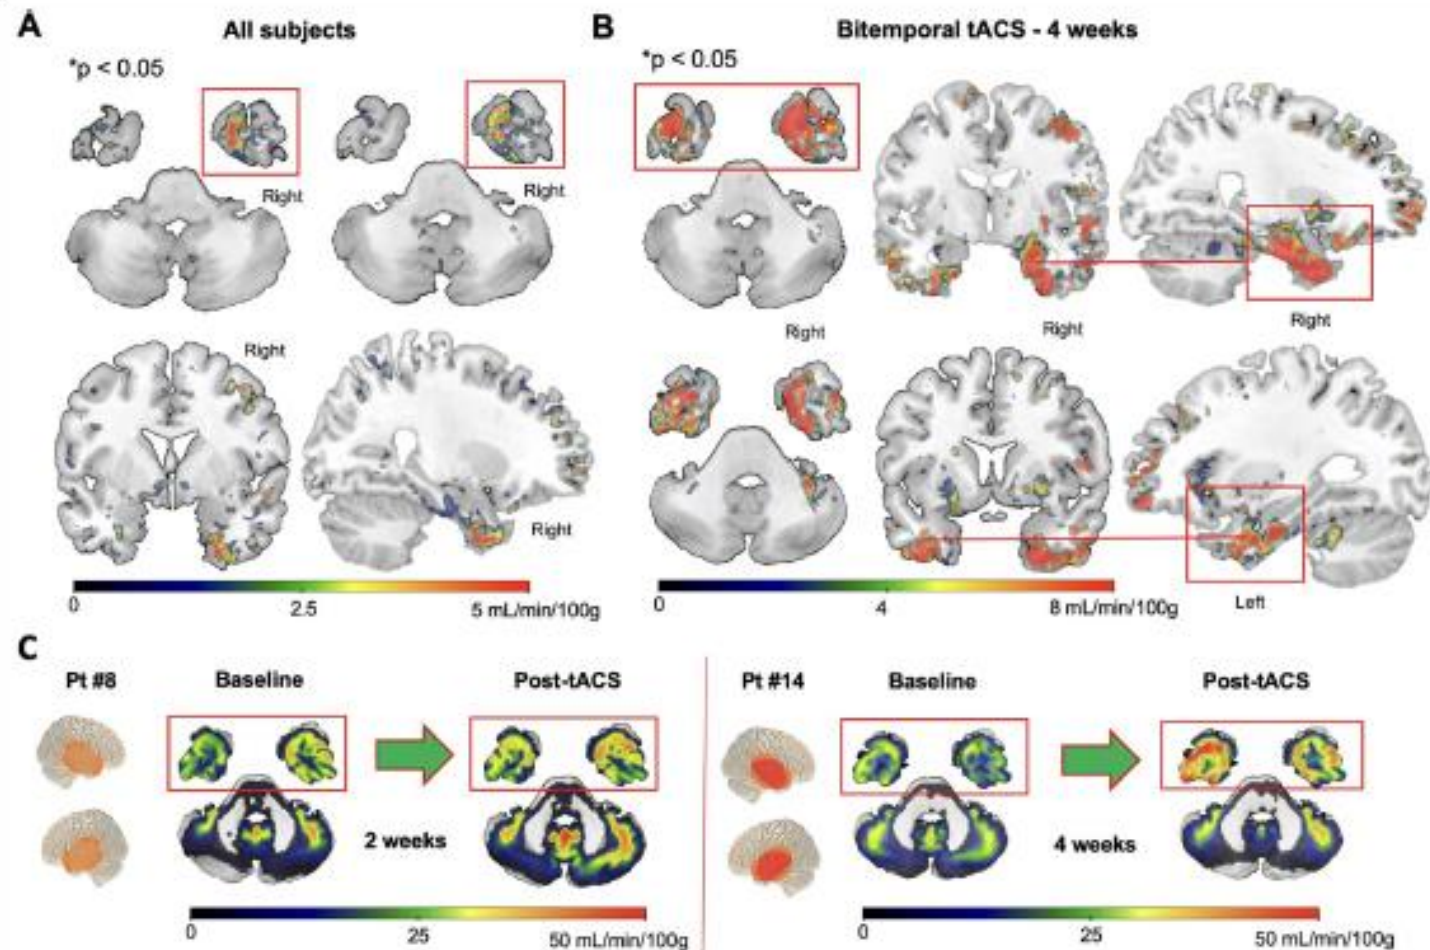 A
All subjects
*p < 0.05
Right
Right
Right
Right
0
2.5
5 mL/min/100g
B
Bitemporal tACS - 4 weeks
*p < 0.05
Right
Right
Right
Left
0
4
8 mL/min/100g
C
Pt #8
Baseline
Post-tACS
2 weeks
0
25
50 mL/min/100g
Pt #14
Baseline
Post-tACS
4 weeks
0
25
50 mL/min/100g